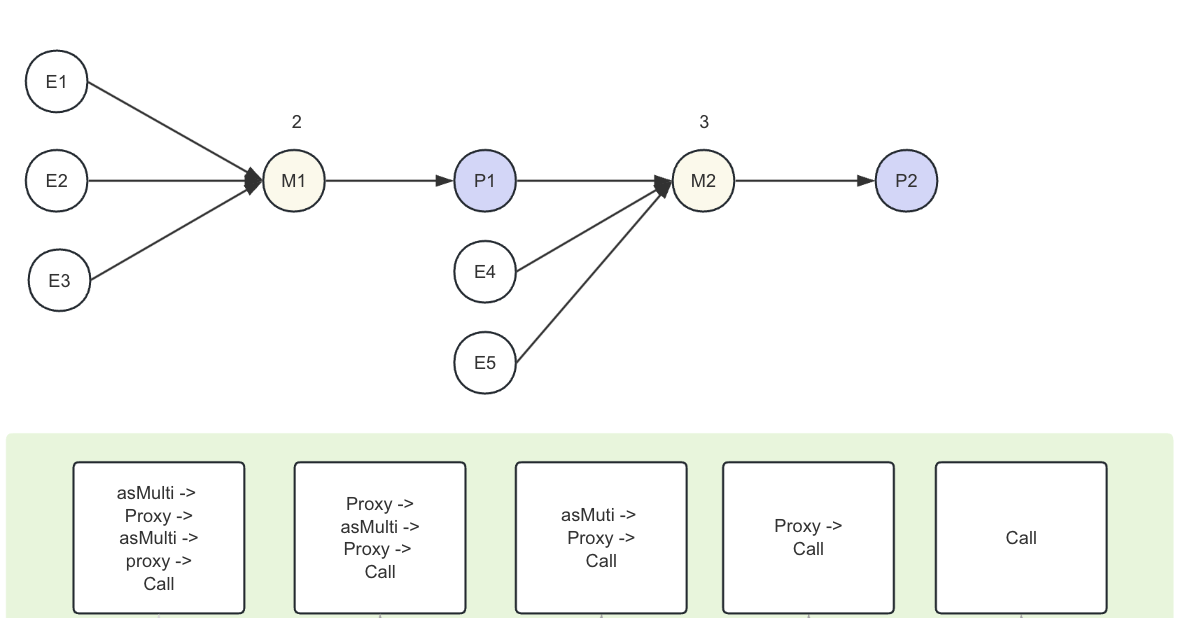 E1
2
3
E2
M1
P1
M2
P2
E3
E4
E5
asMulti ->
Proxy ->
asMulti ->
proxy ->
Call
Proxy ->
asMulti ->
Proxy ->
Call
asMuti ->
Proxy ->
Call
Proxy ->
Call
Call